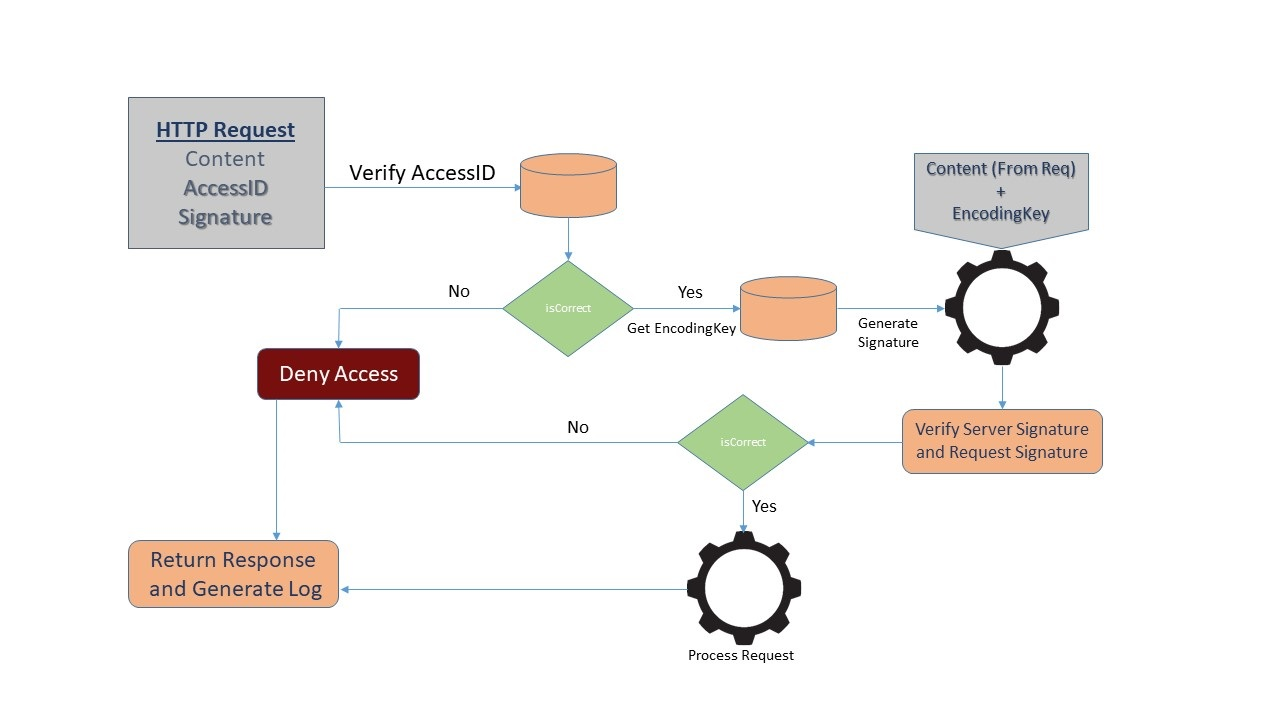 HTTP Request
Content
AccessID
Signature
Verify AccessID
Content (From Req)
+
EncodingKey
No
isCorrect
Yes
Get EncodingKey
Generate
Signature
Deny Access
No
isCorrect
Verify Server Signature
and Request Signature
Yes
Return Response
and Generate Log
Process Request